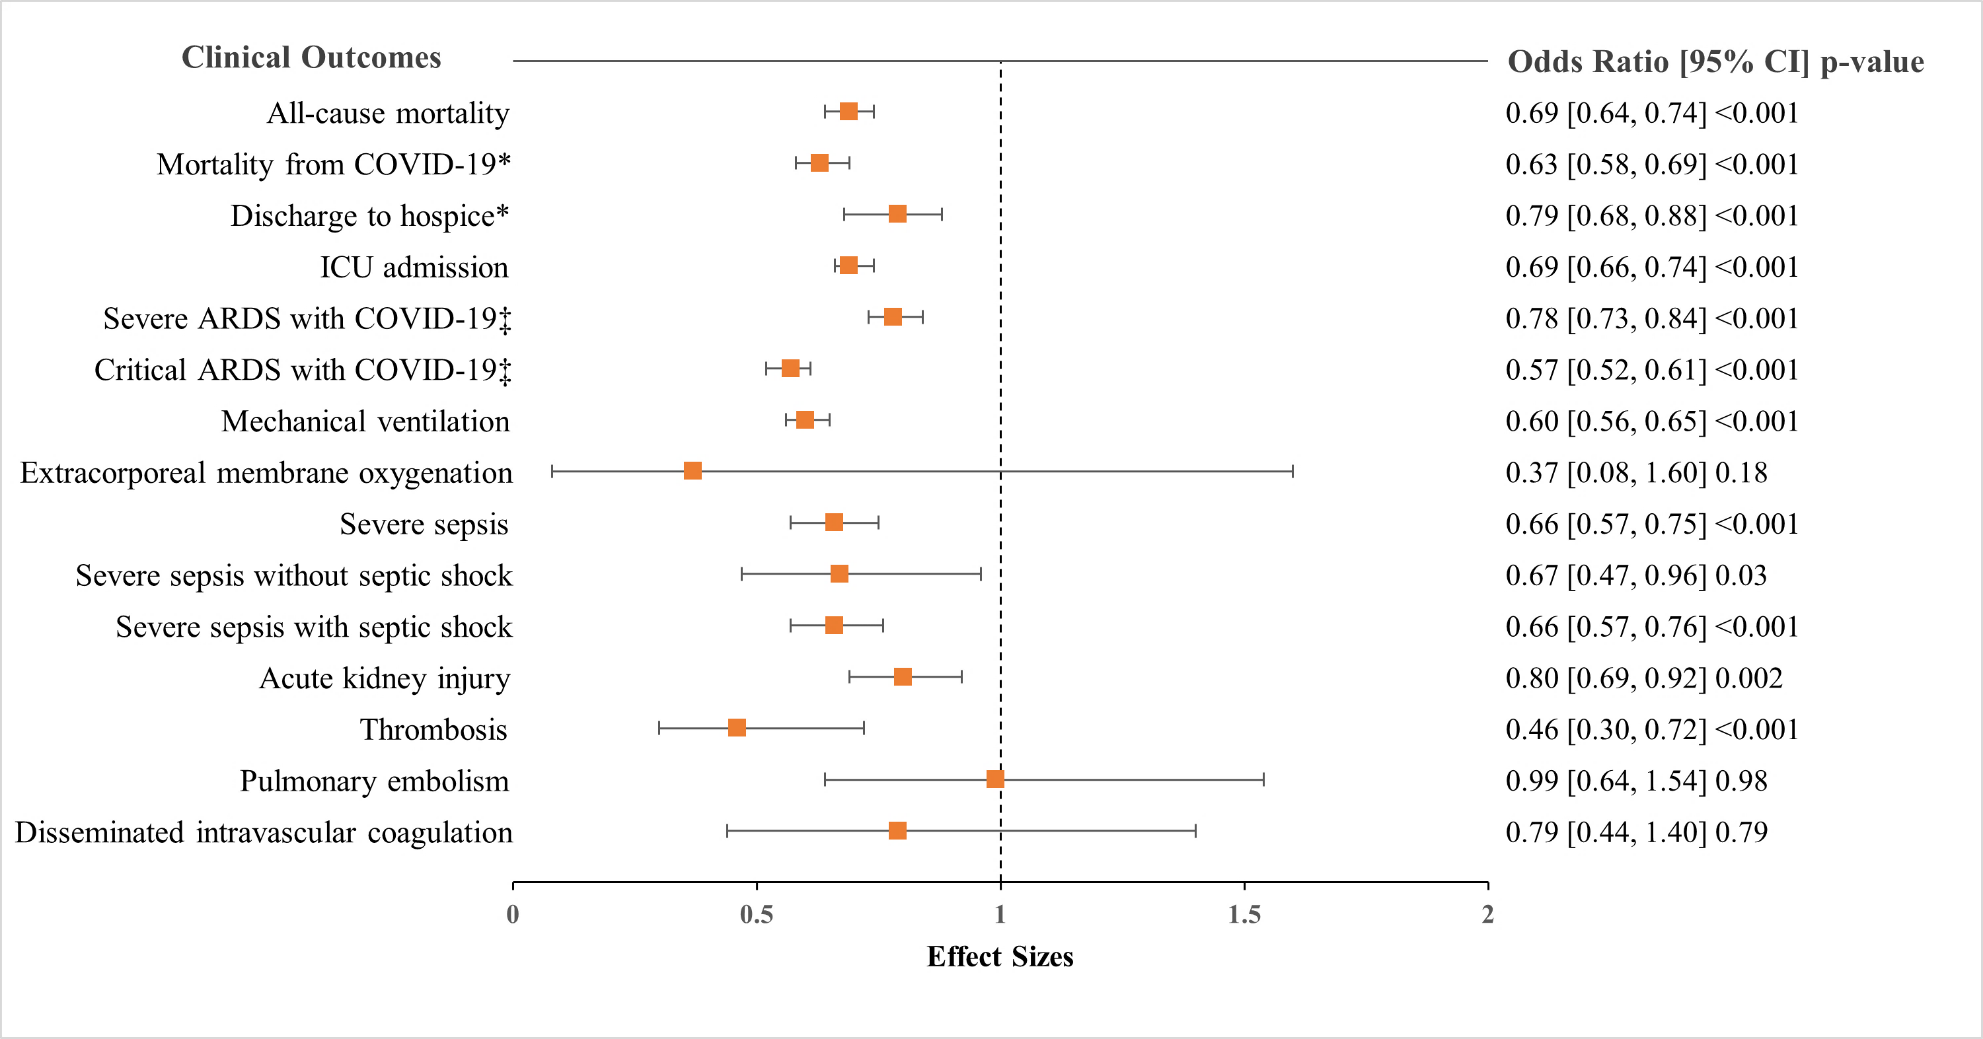 Clinical Outcomes Odds Ratio [95% CI] p-value
All-cause mortality 0.69 [0.64, 0.74] <0.001
Mortality from COVID-19* 0.63 [0.58, 0.69] <0.001
Discharge to hospice* 0.79 [0.68, 0.88] <0.001
ICU admission 0.69 [0.66, 0.74] <0.001
Severe ARDS with COVID-19‡ 0.78 [0.73, 0.84] <0.001
Critical ARDS with COVID-19‡ 0.57 [0.52, 0.61] <0.001
Mechanical ventilation 0.60 [0.56, 0.65] <0.001
Extracorporeal membrane oxygenation 0.37 [0.08, 1.60] 0.18
Severe sepsis 0.66 [0.57, 0.75] <0.001
Severe sepsis without septic shock 0.67 [0.47, 0.96] 0.03
Severe sepsis with septic shock 0.66 [0.57, 0.76] <0.001
Acute kidney injury 0.80 [0.69, 0.92] 0.002
Thrombosis 0.46 [0.30, 0.72] <0.001
Pulmonary embolism 0.99 [0.64, 1.54] 0.98
Disseminated intravascular coagulation 0.79 [0.44, 1.40] 0.79
0 0.5 1 1.5 2
Effect Sizes